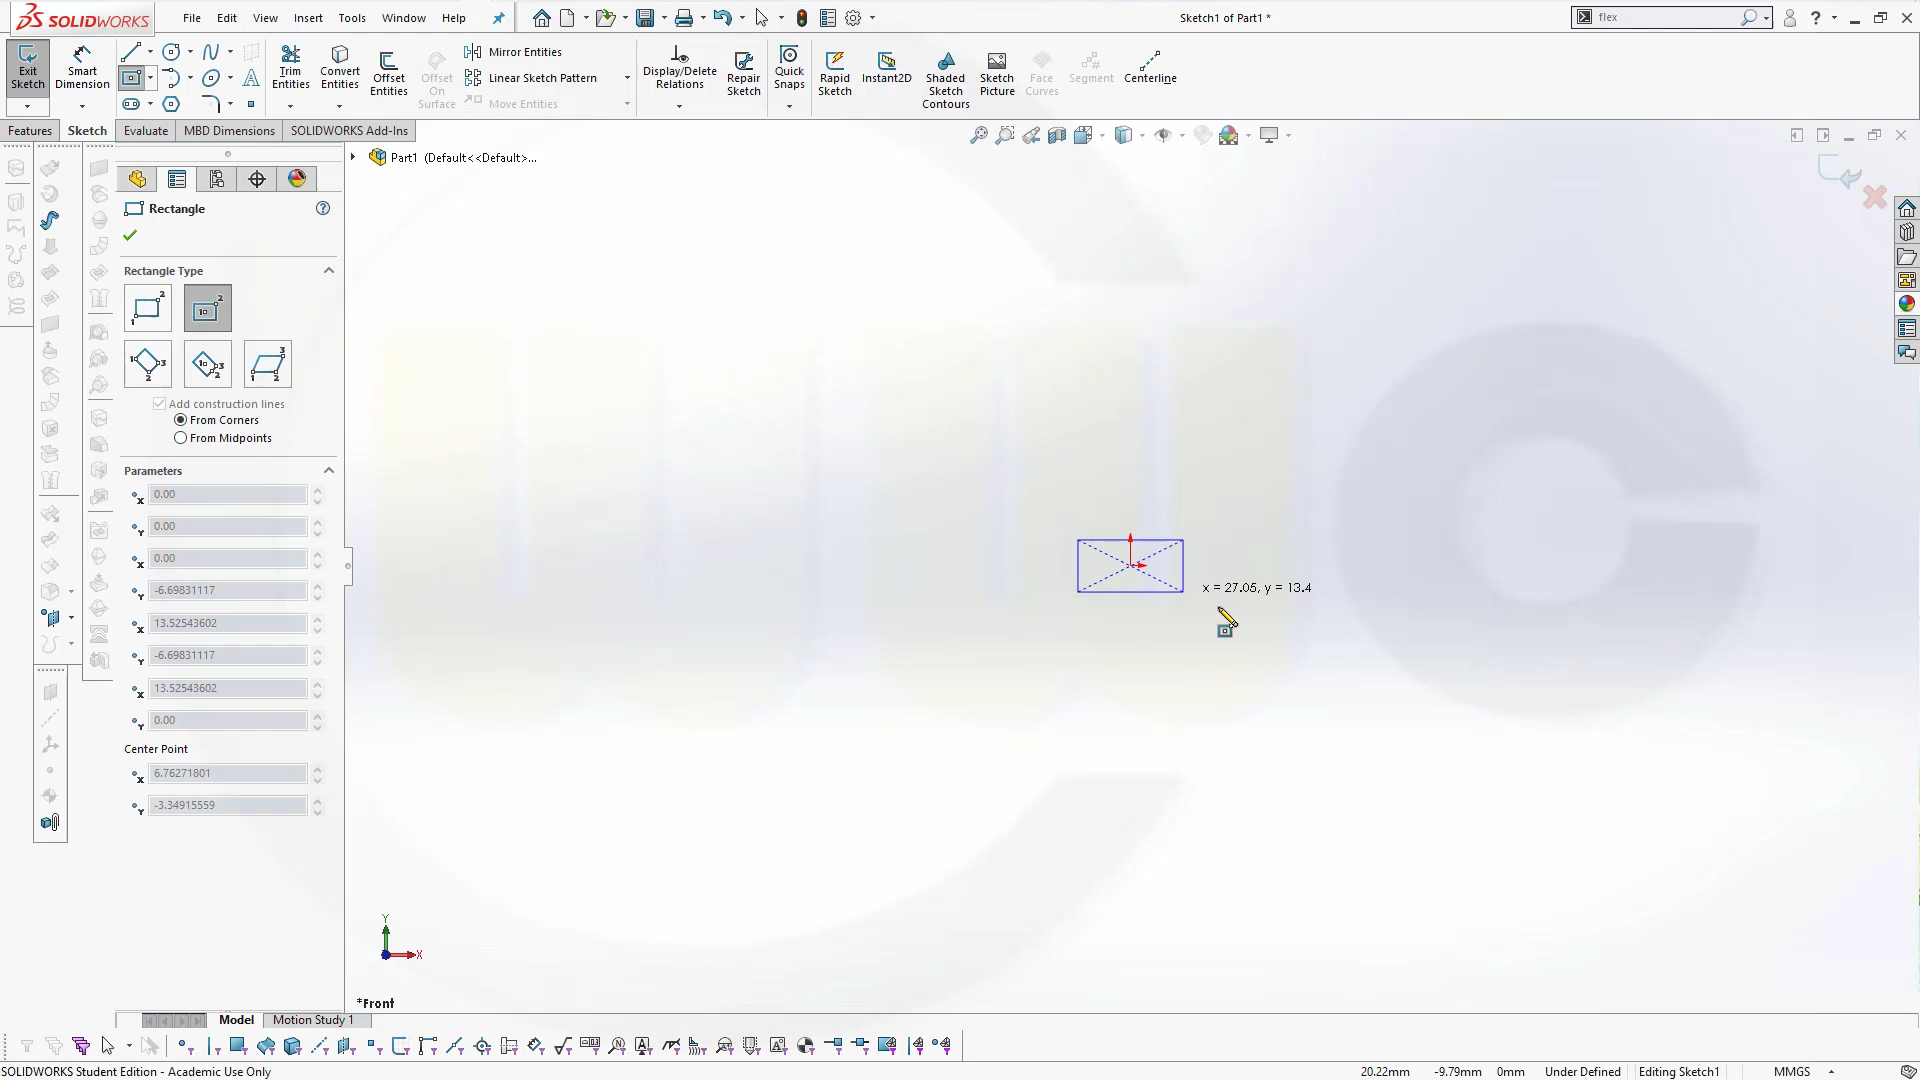 SOLIDWORKS
File Edit View Insert Tools Window Help
Sketch1 of Part1 *
flex
Exit Sketch
Smart Dimension
Trim Entities
Convert Entities
Offset Entities
Offset On Surface
Mirror Entities
Linear Sketch Pattern
Move Entities
Display/Delete Relations
Repair Sketch
Quick Snaps
Rapid Sketch
Instant2D
Shaded Sketch Contours
Sketch Picture
Face Curves
Segment
Centerline
Features Sketch Evaluate MBD Dimensions SOLIDWORKS Add-Ins
Part1 (Default<<Default>...
Rectangle
Rectangle Type
Add construction lines
From Corners
From Midpoints
Parameters
0.00
0.00
0.00
-6.69831117
13.52543602
-6.69831117
13.52543602
0.00
Center Point
6.76271801
-3.34915559
x = 27.05, y = 13.4
Y
X
*Front
Model Motion Study 1
SOLIDWORKS Student Edition - Academic Use Only
20.22mm -9.79mm 0mm Under Defined Editing Sketch1 MMGS